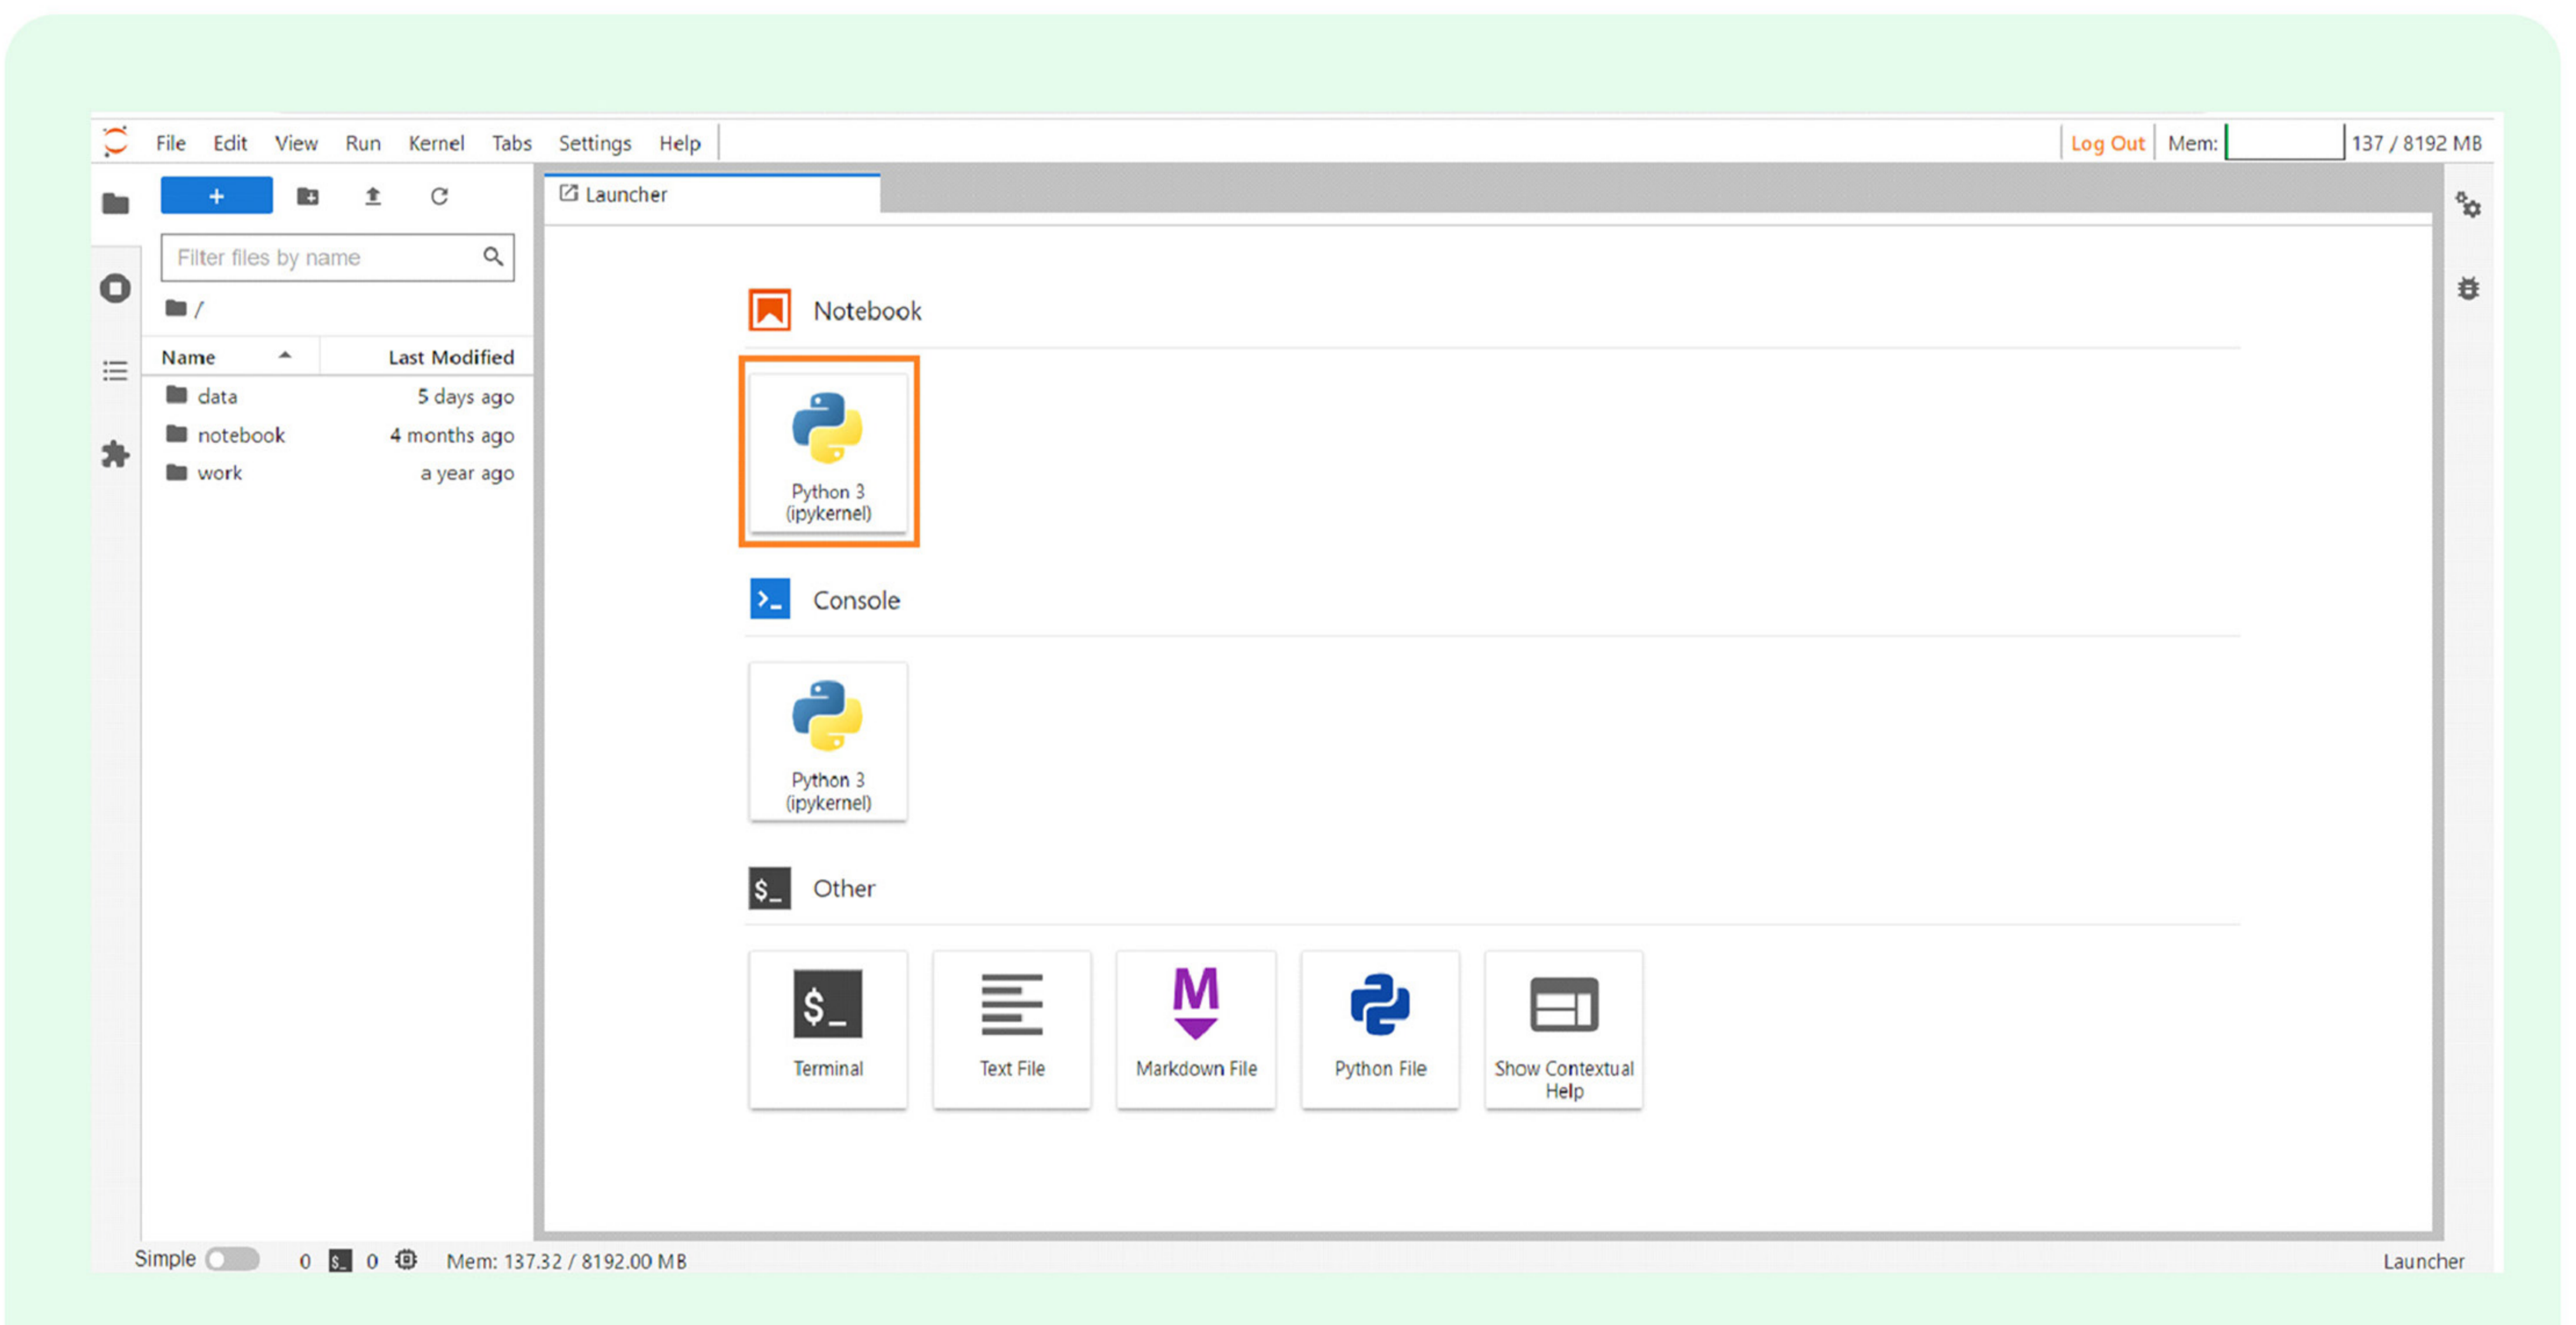 File Edit View Run Kernel Tabs Settings Help
Log Out Mem: 137 / 8192 MB
+
Filter files by name
/
Name Last Modified
data 5 days ago
notebook 4 months ago
work a year ago
Launcher
Notebook
Python 3
(ipykernel)
>_ Console
Python 3
(ipykernel)
$_ Other
$_
Terminal
Text File
M
Markdown File
Python File
Show Contextual
Help
Simple 0 $_ 0 Mem: 137.32 / 8192.00 MB
Launcher